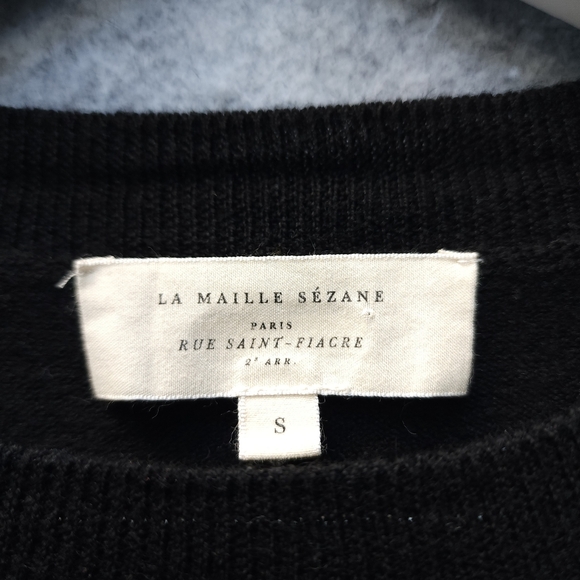 LA MAILLE SÉZANE
PARIS
RUE SAINT-FIACRE
2ᵉ ARR.
S